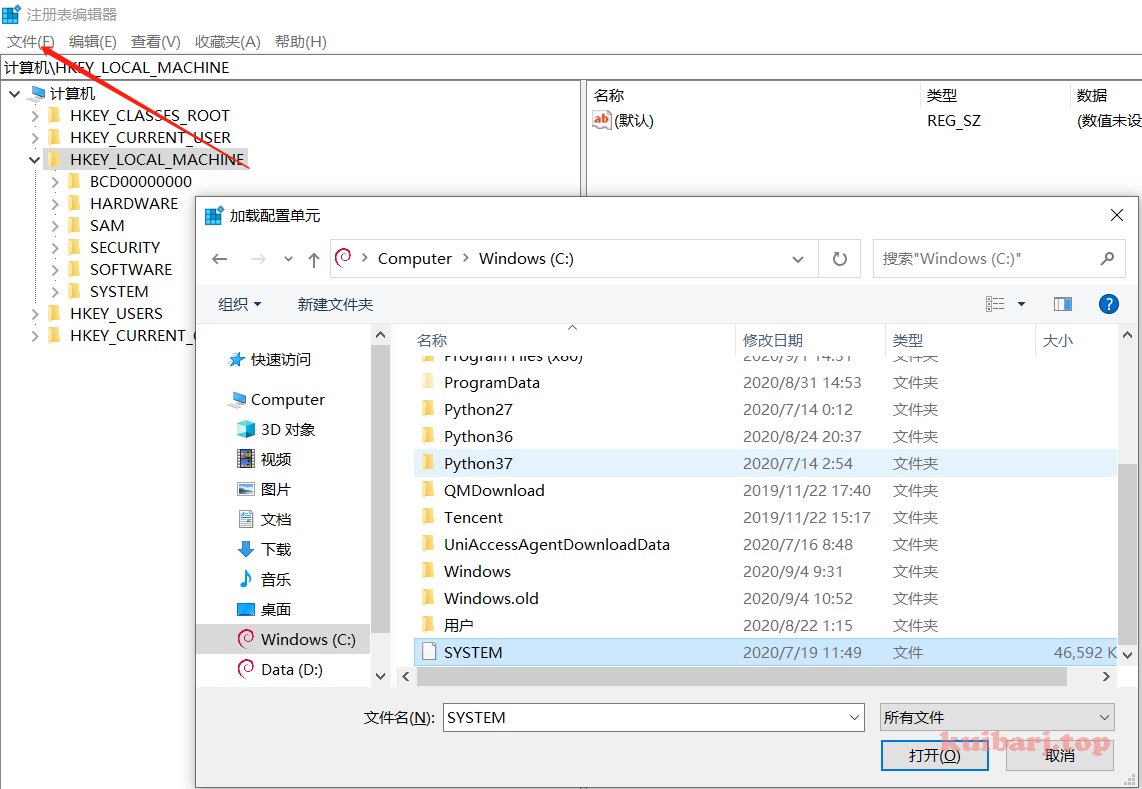 注册表编辑器
文件(F) 编辑(E) 查看(V) 收藏夹(A) 帮助(H)
计算机\HKEY_LOCAL_MACHINE
计算机
HKEY_CLASSES_ROOT
HKEY_CURRENT_USER
HKEY_LOCAL_MACHINE
BCD00000000
HARDWARE
SAM
SECURITY
SOFTWARE
SYSTEM
HKEY_USERS
HKEY_CURRENT_
名称 类型 数据
ab (默认) REG_SZ (数值未设
加载配置单元
Computer Windows (C:) 搜索"Windows (C:)"
组织 新建文件夹
快速访问
Computer
3D 对象
视频
图片
文档
下载
音乐
桌面
Windows (C:)
Data (D:)
名称 修改日期 类型 大小
Program Files (x86) 2020/9/1 14:31 文件夹
ProgramData 2020/8/31 14:53 文件夹
Python27 2020/7/14 0:12 文件夹
Python36 2020/8/24 20:37 文件夹
Python37 2020/7/14 2:54 文件夹
QMDownload 2019/11/22 17:40 文件夹
Tencent 2019/11/22 15:17 文件夹
UniAccessAgentDownloadData 2020/7/16 8:48 文件夹
Windows 2020/9/4 9:31 文件夹
Windows.old 2020/9/4 10:52 文件夹
用户 2020/8/22 1:15 文件夹
SYSTEM 2020/7/19 11:49 文件 46,592 K
文件名(N): SYSTEM 所有文件
打开(O) 取消
kuibarj.top